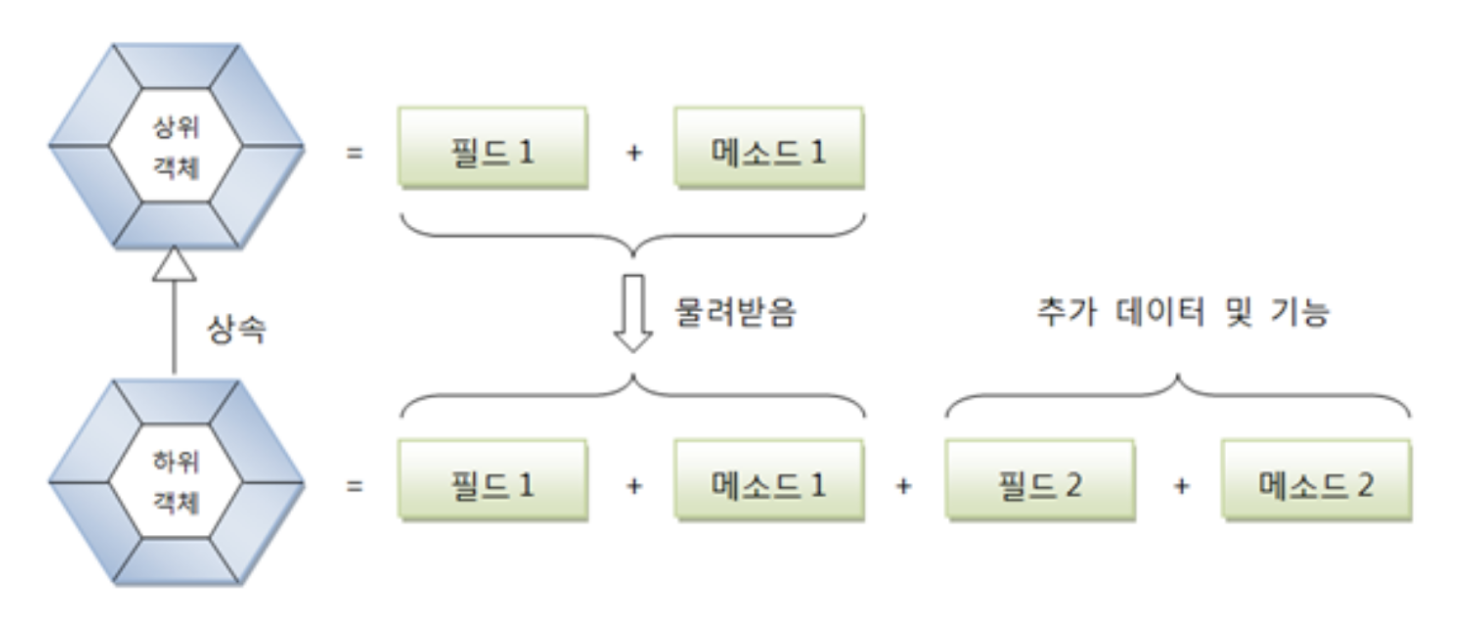 상위
객체
= 필드 1 + 메소드 1
물려받음
추가 데이터 및 기능
상속
하위
객체
= 필드 1 + 메소드 1 + 필드 2 + 메소드 2